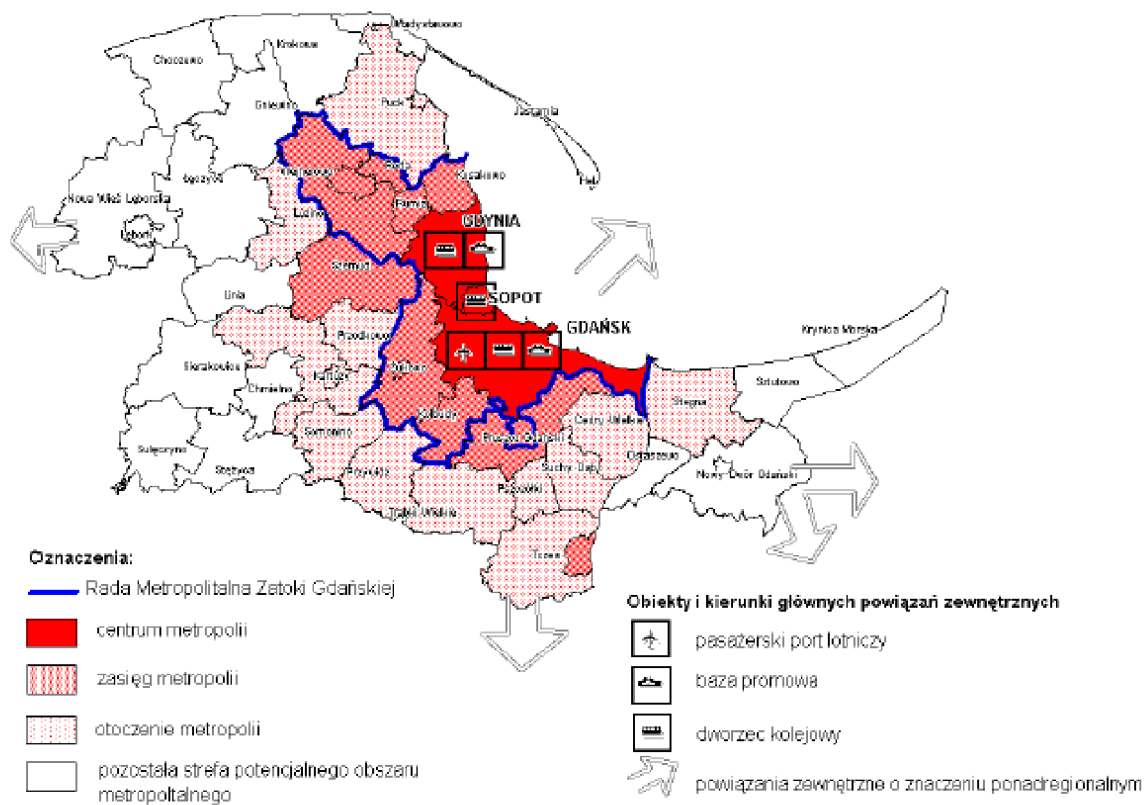 Władysławowo
Krokowa
Choczewo
Gniewino
Puck
Jastarnia
Hel
Łęczyce
Wejherowo
Reda
Kosakowo
Nowa Wieś Lęborska
Rumia
Luzino
Lębork
GDYNIA
Szemud
Linia
SOPOT
GDAŃSK
Krynica Morska
Przodkowo
Sierakowice
Żukowo
Kartuzy
Chmielno
Sztutowo
Stegna
Kolbudy
Cedry Wielkie
Somonino
Pruszcz Gdański
Sulęczyno
Ostaszewo
Stężyca
Przywidz
Suchy Dąb
Nowy Dwór Gdański
Pszczółki
Trąbki Wielkie
Tczew
Oznaczenia:
Rada Metropolitalna Zatoki Gdańskiej
centrum metropolii
zasięg metropolii
otoczenie metropolii
pozostała strefa potencjalnego obszaru
metropoltalnego
Obiekty i kierunki głównych powiązań zewnętrznych
pasażerski port lotniczy
baza promowa
dworzec kolejowy
powiązania zewnętrzne o znaczeniu ponadregionalnym